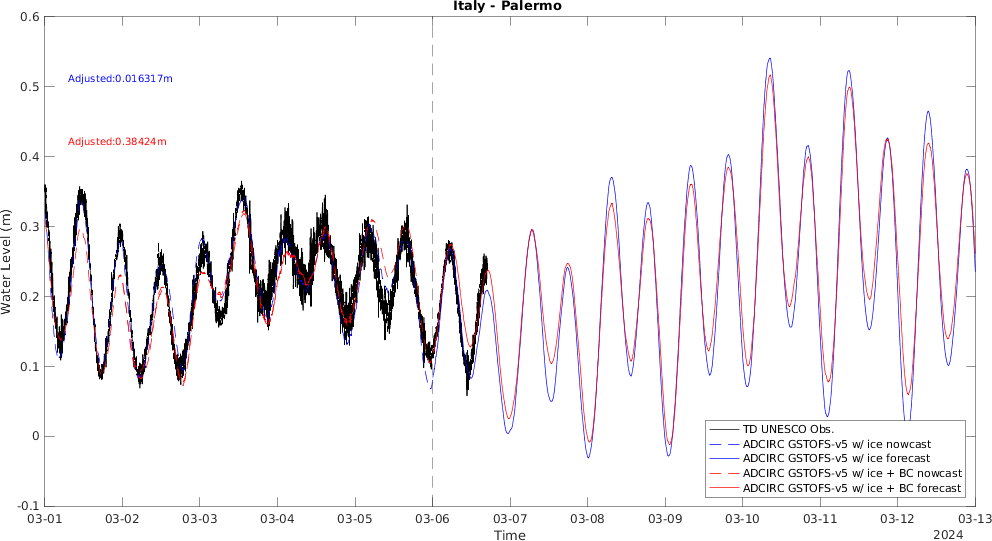 Italy - Palermo
Water Level (m)
0.6
0.5
0.4
0.3
0.2
0.1
0
-0.1
Adjusted:0.016317m
Adjusted:0.38424m
TD UNESCO Obs.
ADCIRC GSTOFS-v5 w/ ice nowcast
ADCIRC GSTOFS-v5 w/ ice forecast
ADCIRC GSTOFS-v5 w/ ice + BC nowcast
ADCIRC GSTOFS-v5 w/ ice + BC forecast
03-01 03-02 03-03 03-04 03-05 03-06 03-07 03-08 03-09 03-10 03-11 03-12 03-13
Time
2024